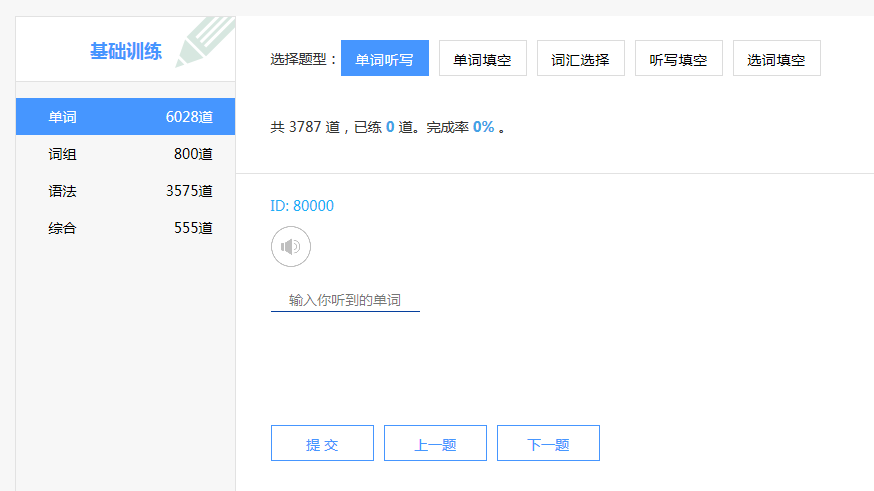 基础训练
单词 6028道
词组 800道
语法 3575道
综合 555道
选择题型： 单词听写 单词填空 词汇选择 听写填空 选词填空
共 3787 道，已练 0 道。完成率 0% 。
ID: 80000
输入你听到的单词
提 交 上一题 下一题